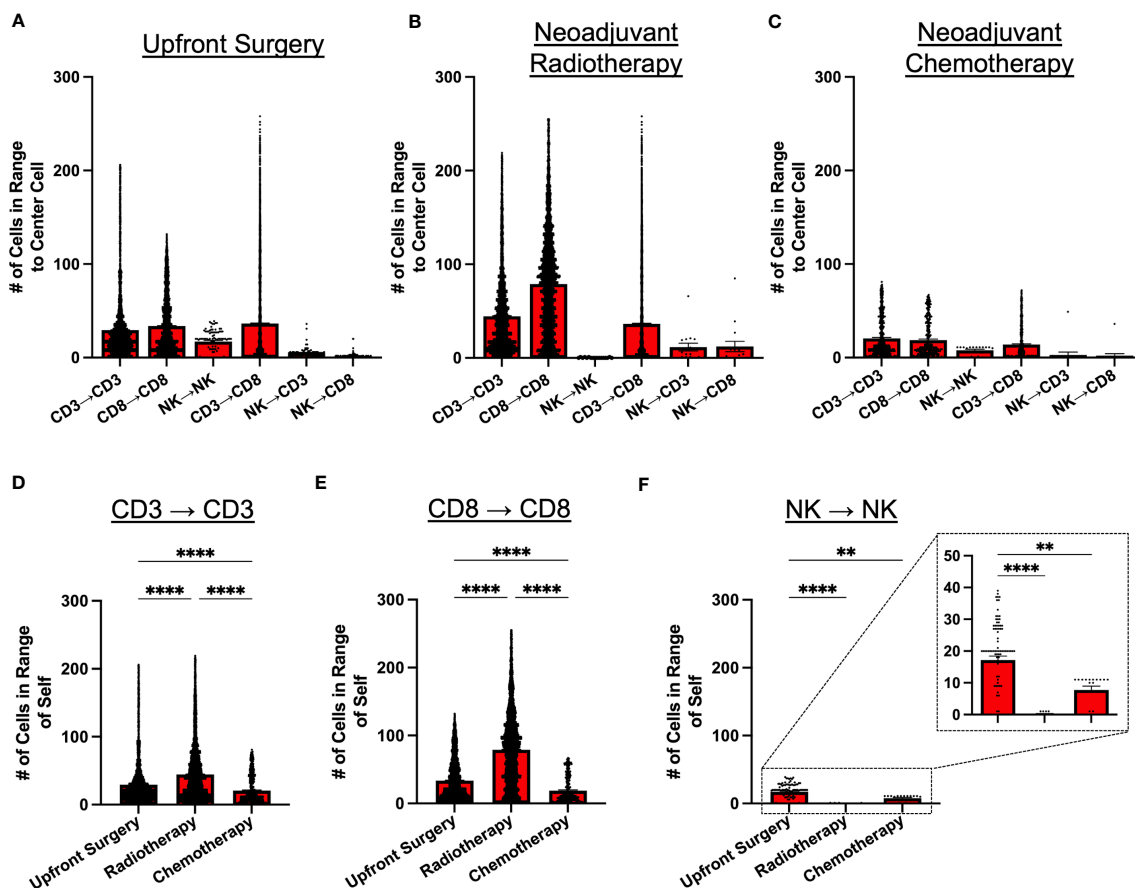 A
Upfront Surgery
# of Cells in Range
to Center Cell
300
200
100
0
CD3→CD3
CD8→CD8
NK→NK
CD3→CD8
NK→CD3
NK→CD8
B
Neoadjuvant
Radiotherapy
# of Cells in Range
to Center Cell
300
200
100
0
CD3→CD3
CD8→CD8
NK→NK
CD3→CD8
NK→CD3
NK→CD8
C
Neoadjuvant
Chemotherapy
# of Cells in Range
to Center Cell
300
200
100
0
CD3→CD3
CD8→CD8
NK→NK
CD3→CD8
NK→CD3
NK→CD8
D
CD3 → CD3
****
**** ****
# of Cells in Range
of Self
300
200
100
0
Upfront Surgery
Radiotherapy
Chemotherapy
E
CD8 → CD8
****
**** ****
# of Cells in Range
of Self
300
200
100
0
Upfront Surgery
Radiotherapy
Chemotherapy
F
NK → NK
**
****
# of Cells in Range
of Self
300
200
100
0
Upfront Surgery
Radiotherapy
Chemotherapy
**
****
50
40
30
20
10
0